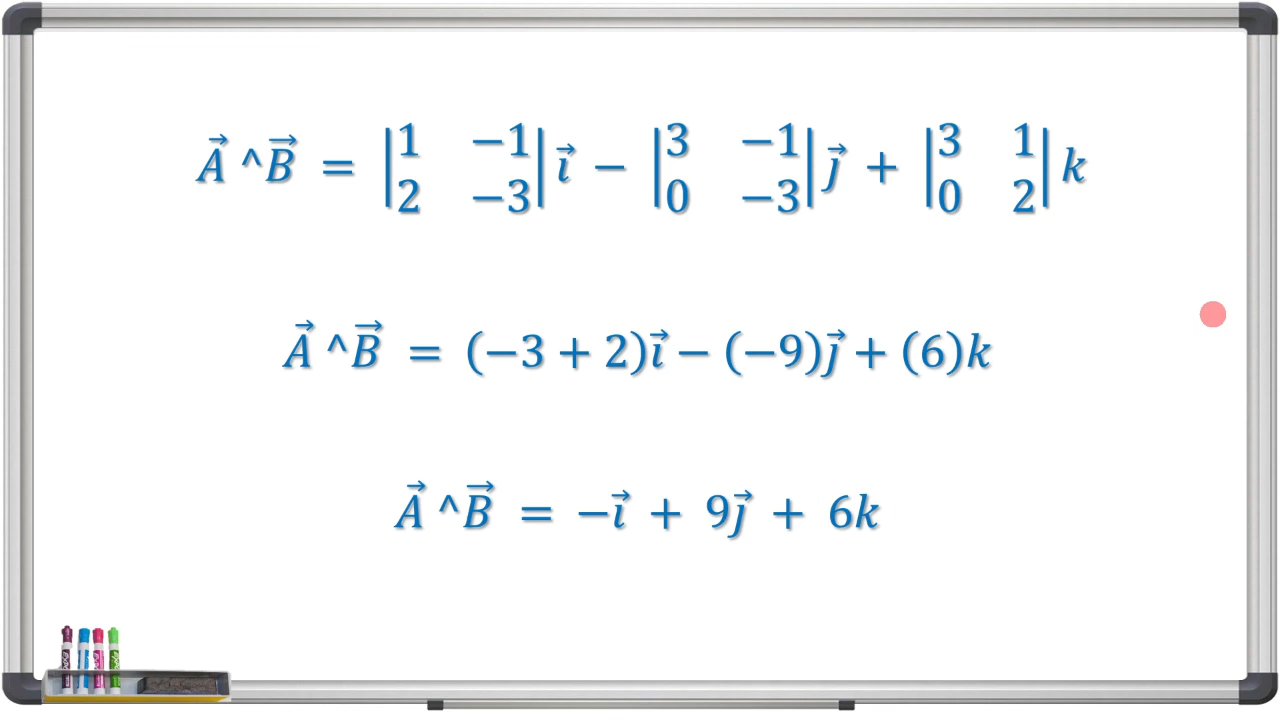 A⃗ ^B⃗ = |1 −1| i⃗ − |3 −1| j⃗ + |3 1| k
|2 −3| |0 −3| |0 2|
A⃗ ^B⃗ = (−3 + 2)i⃗ − (−9)j⃗ + (6)k
A⃗ ^B⃗ = −i⃗ + 9j⃗ + 6k